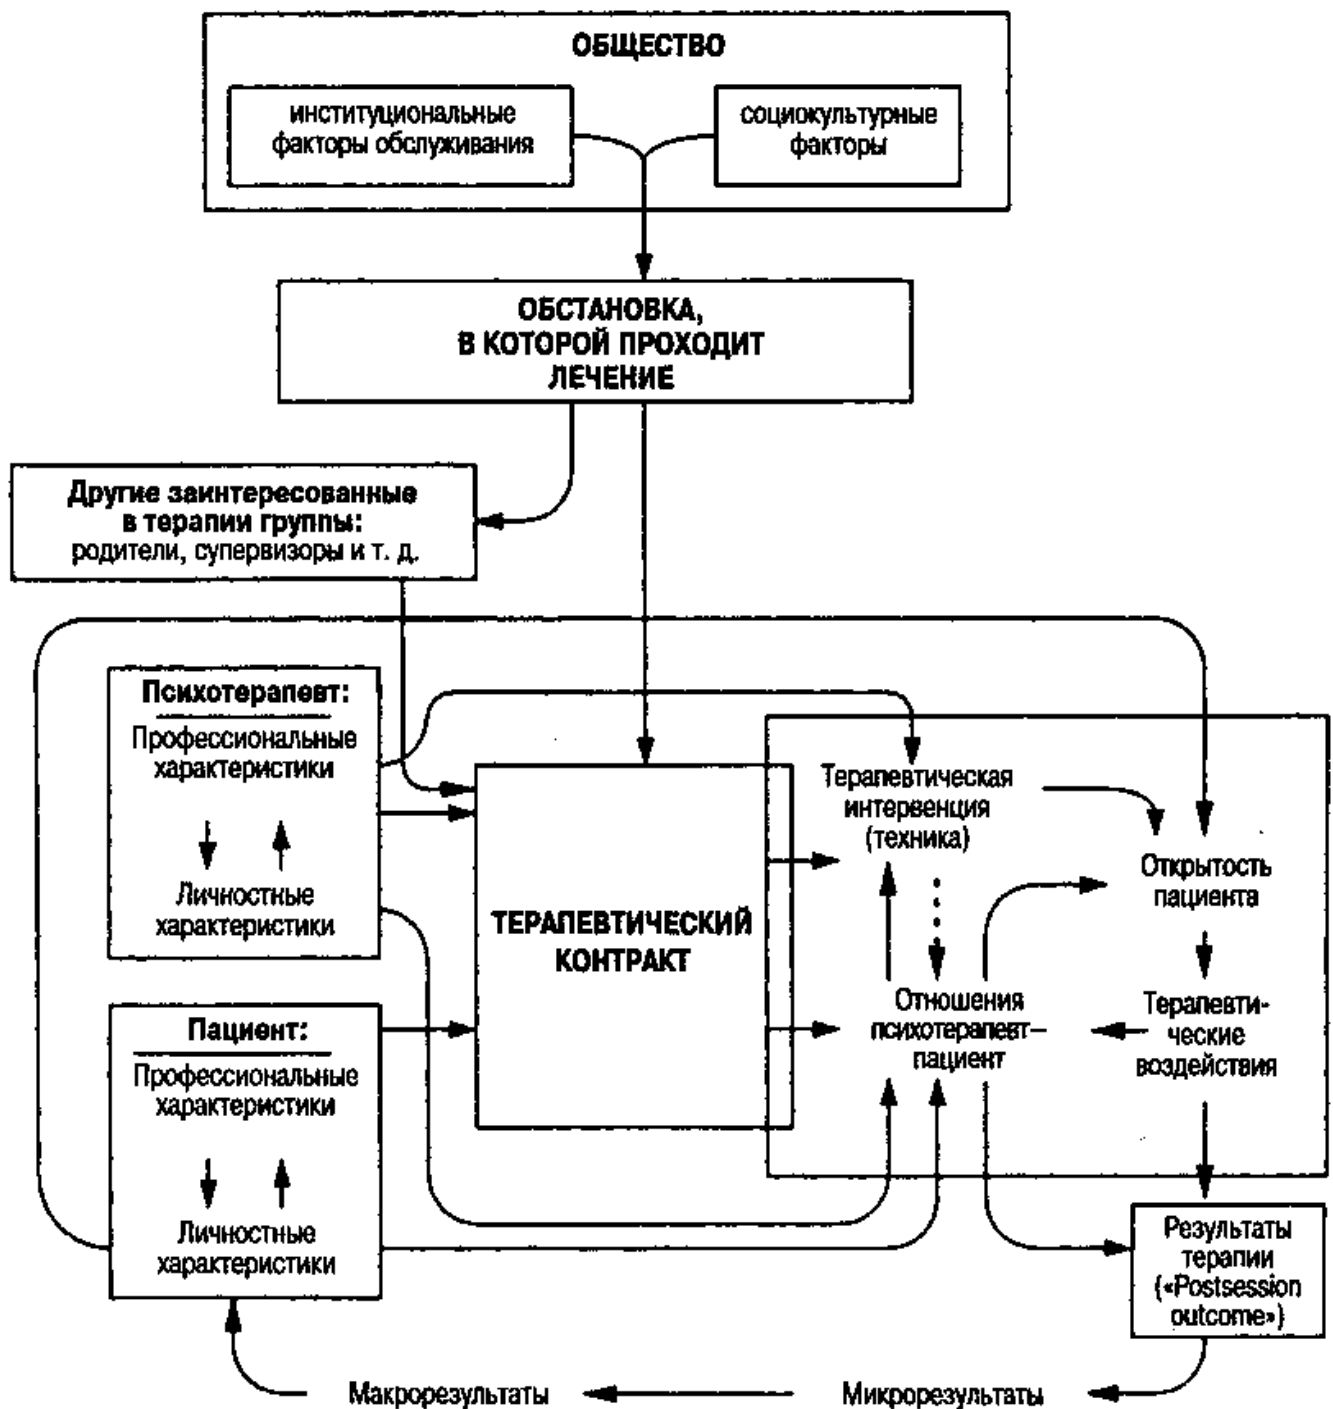 ОБЩЕСТВО
институциональные
факторы обслуживания
социокультурные
факторы
ОБСТАНОВКА,
В КОТОРОЙ ПРОХОДИТ
ЛЕЧЕНИЕ
Другие заинтересованные
в терапии группы:
родители, супервизоры и т. д.
Психотерапевт:
Профессиональные
характеристики
Личностные
характеристики
Пациент:
Профессиональные
характеристики
Личностные
характеристики
ТЕРАПЕВТИЧЕСКИЙ
КОНТРАКТ
Терапевтическая
интервенция
(техника)
Открытость
пациента
Отношения
психотерапевт–
пациент
Терапевти-
ческие
воздействия
Результаты
терапии
(«Postsession
outcome»)
Макрорезультаты
Микрорезультаты